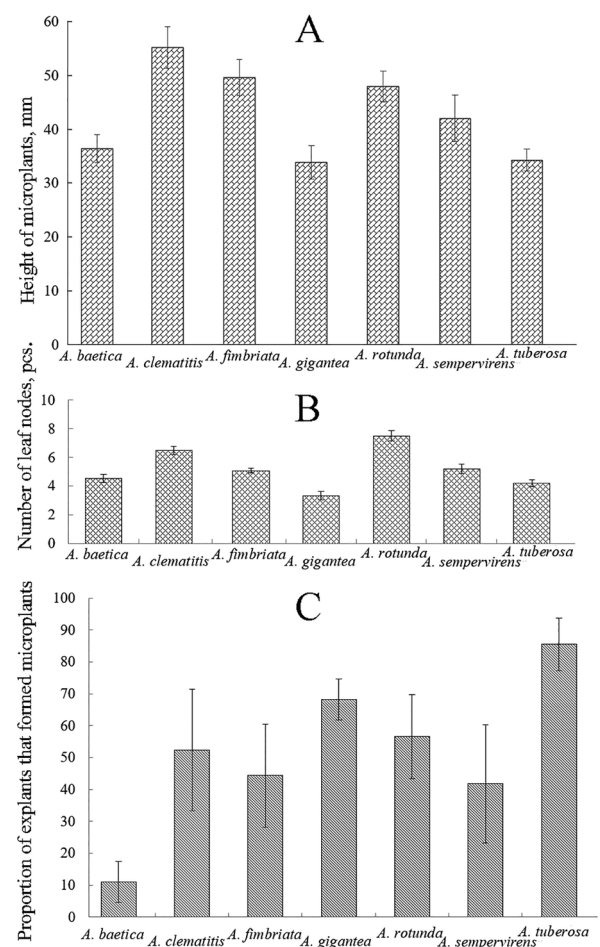 A
Height of microplants, mm
60
50
40
30
20
10
0
A. baetica
A. clematitis
A. fimbriata
A. gigantea
A. rotunda
A. sempervirens
A. tuberosa
B
Number of leaf nodes, pcs.
10
8
6
4
2
0
A. baetica
A. clematitis
A. fimbriata
A. gigantea
A. rotunda
A. sempervirens
A. tuberosa
C
Proportion of explants that formed microplants
100
90
80
70
60
50
40
30
20
10
0
A. baetica
A. clematitis
A. fimbriata
A. gigantea
A. rotunda
A. sempervirens
A. tuberosa